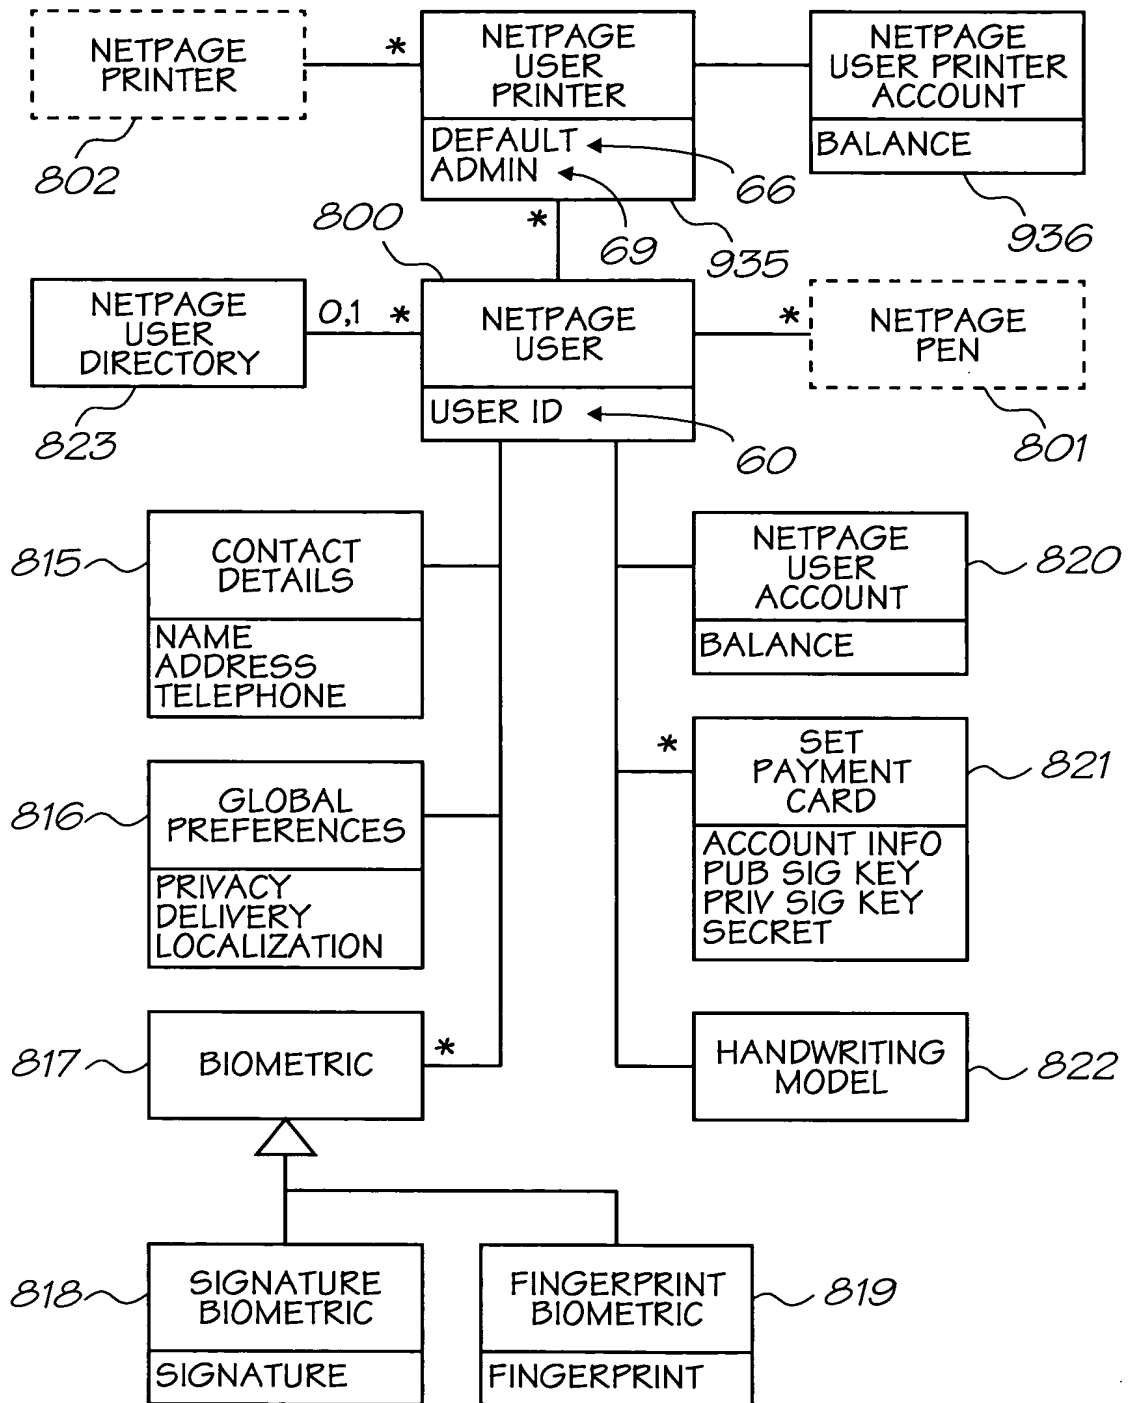 NETPAGE
PRINTER
802
*
NETPAGE
USER
PRINTER
DEFAULT
ADMIN
66
69
935
*
NETPAGE
USER PRINTER
ACCOUNT
BALANCE
936
800
NETPAGE
USER
DIRECTORY
823
0,1
*
NETPAGE
USER
USER ID
60
*
NETPAGE
PEN
801
815
CONTACT
DETAILS
NAME
ADDRESS
TELEPHONE
NETPAGE
USER
ACCOUNT
BALANCE
820
816
GLOBAL
PREFERENCES
PRIVACY
DELIVERY
LOCALIZATION
*
SET
PAYMENT
CARD
ACCOUNT INFO
PUB SIG KEY
PRIV SIG KEY
SECRET
821
817
BIOMETRIC
*
HANDWRITING
MODEL
822
818
SIGNATURE
BIOMETRIC
SIGNATURE
FINGERPRINT
BIOMETRIC
FINGERPRINT
819